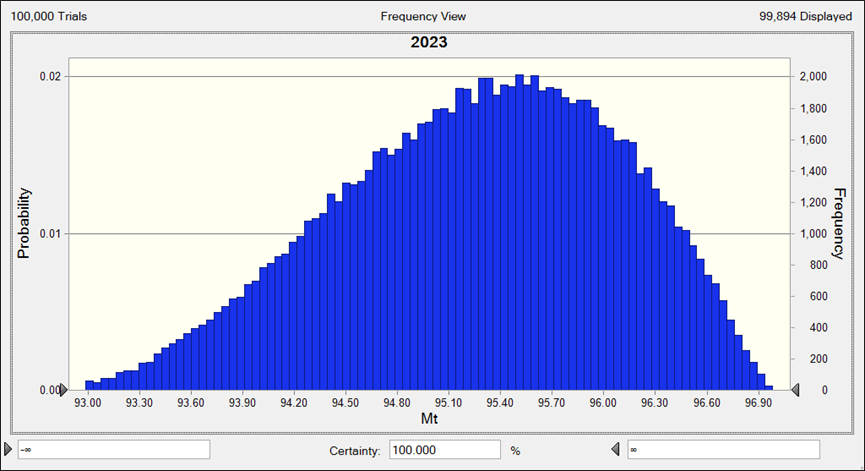 100,000 Trials Frequency View 99,894 Displayed
2023
0.02 2,000
1,800
1,600
1,400
1,200
0.01 1,000
800
600
400
200
0.00 0
Probability
Frequency
93.00 93.30 93.60 93.90 94.20 94.50 94.80 95.10 95.40 95.70 96.00 96.30 96.60 96.90
Mt
-∞ Certainty: 100.000 % ∞